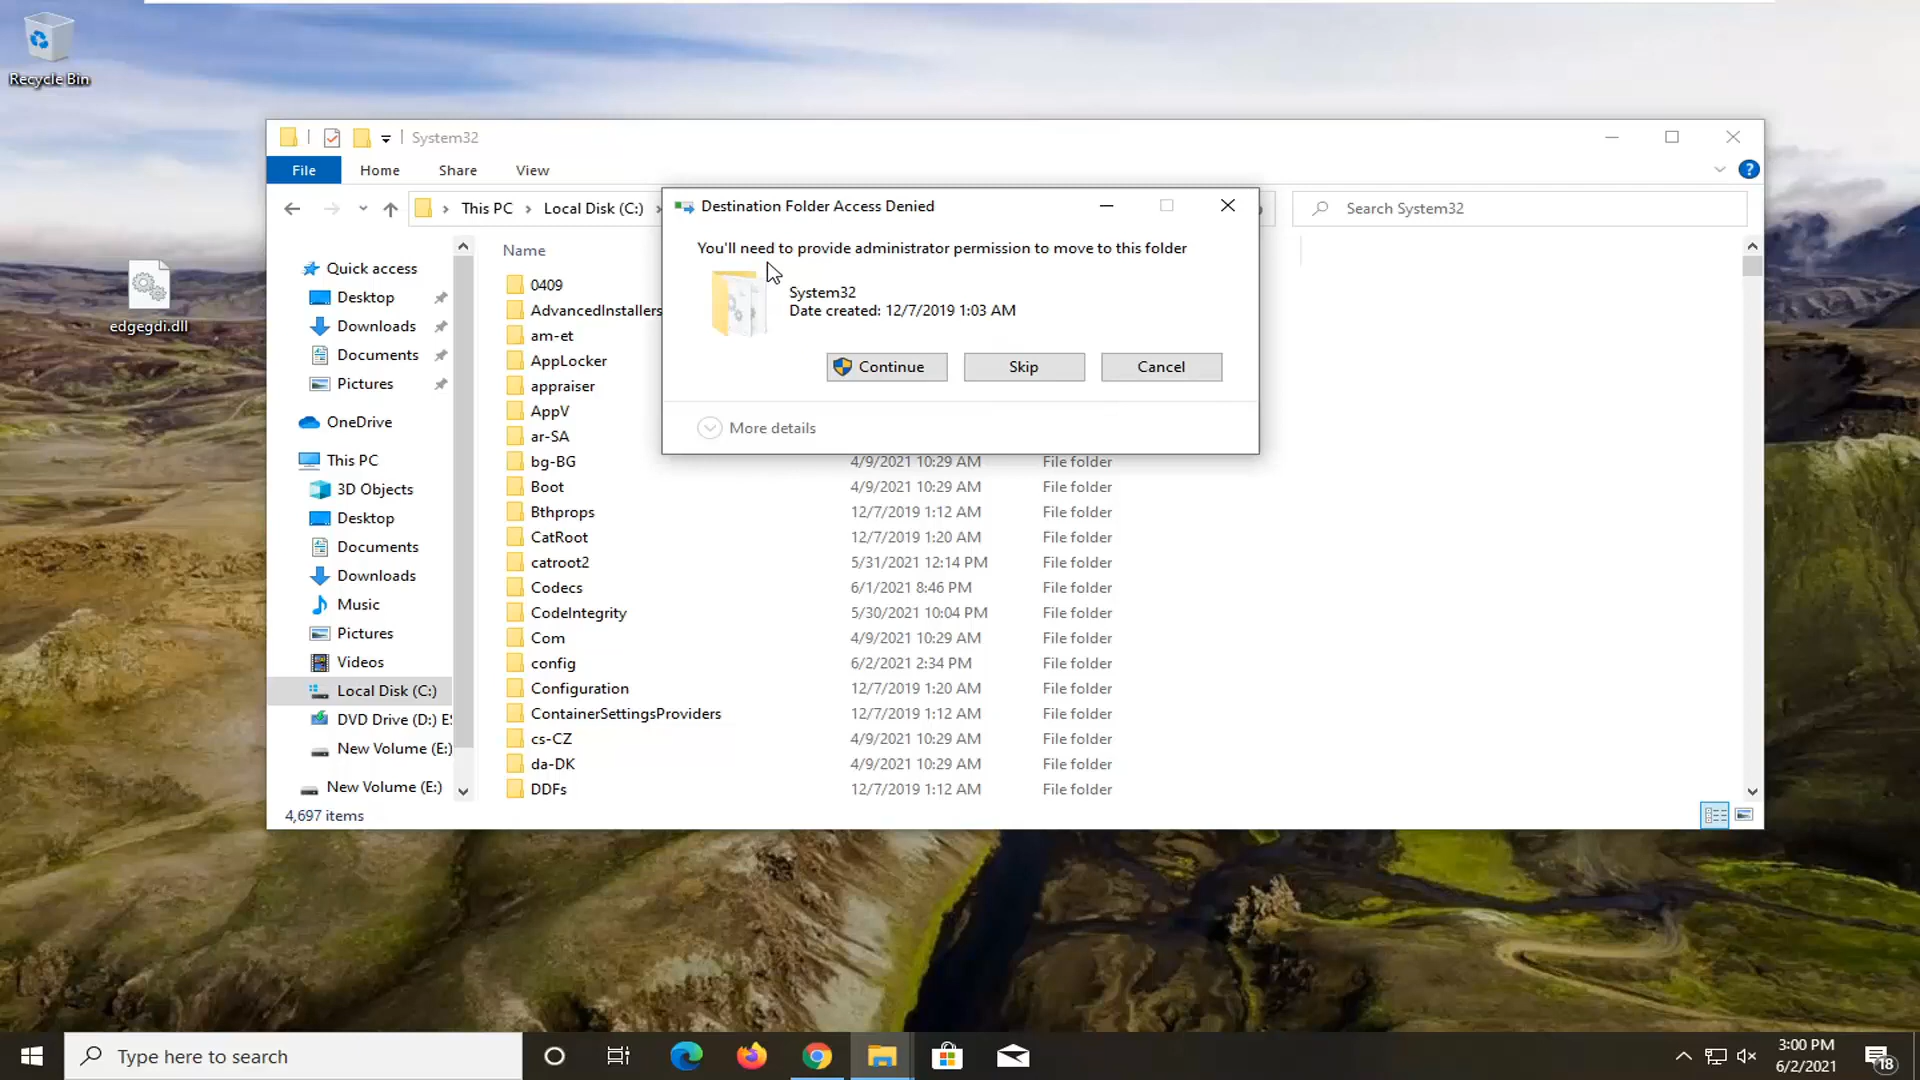 Recycle Bin
edgegdi.dll
System32
File Home Share View
This PC Local Disk (C:)
Search System32
Quick access
Desktop
Downloads
Documents
Pictures
OneDrive
This PC
3D Objects
Desktop
Documents
Downloads
Music
Pictures
Videos
Local Disk (C:)
DVD Drive (D:) E
New Volume (E:)
New Volume (E:)
Name
0409
AdvancedInstallers
am-et
AppLocker
appraiser
AppV
ar-SA
bg-BG 4/9/2021 10:29 AM File folder
Boot 4/9/2021 10:29 AM File folder
Bthprops 12/7/2019 1:12 AM File folder
CatRoot 12/7/2019 1:20 AM File folder
catroot2 5/31/2021 12:14 PM File folder
Codecs 6/1/2021 8:46 PM File folder
CodeIntegrity 5/30/2021 10:04 PM File folder
Com 4/9/2021 10:29 AM File folder
config 6/2/2021 2:34 PM File folder
Configuration 12/7/2019 1:20 AM File folder
ContainerSettingsProviders 12/7/2019 1:12 AM File folder
cs-CZ 4/9/2021 10:29 AM File folder
da-DK 4/9/2021 10:29 AM File folder
DDFs 12/7/2019 1:12 AM File folder
4,697 items
Destination Folder Access Denied
You'll need to provide administrator permission to move to this folder
System32
Date created: 12/7/2019 1:03 AM
Continue Skip Cancel
More details
Type here to search
3:00 PM
6/2/2021
18